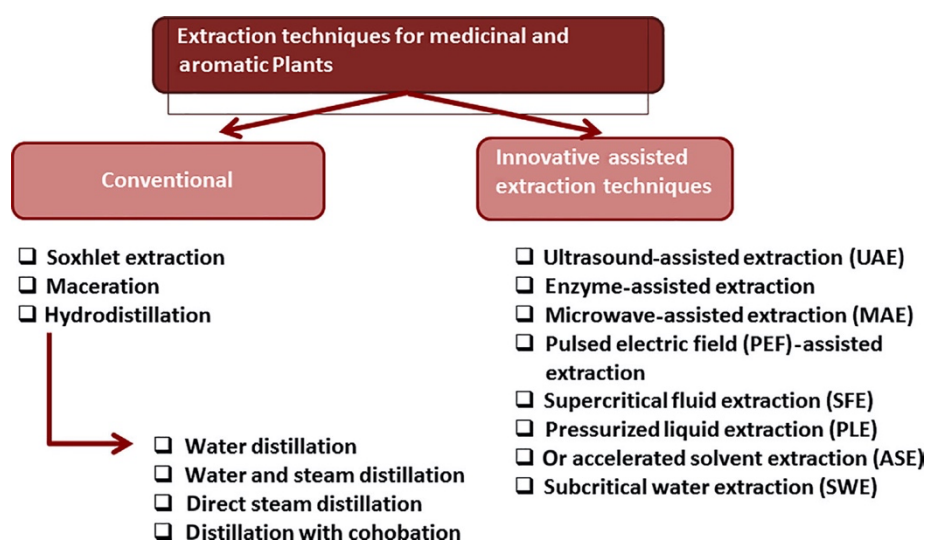 Extraction techniques for medicinal and
aromatic Plants
Conventional
Innovative assisted
extraction techniques
❑ Soxhlet extraction
❑ Maceration
❑ Hydrodistillation
❑ Water distillation
❑ Water and steam distillation
❑ Direct steam distillation
❑ Distillation with cohobation
❑ Ultrasound-assisted extraction (UAE)
❑ Enzyme-assisted extraction
❑ Microwave-assisted extraction (MAE)
❑ Pulsed electric field (PEF)-assisted
extraction
❑ Supercritical fluid extraction (SFE)
❑ Pressurized liquid extraction (PLE)
❑ Or accelerated solvent extraction (ASE)
❑ Subcritical water extraction (SWE)